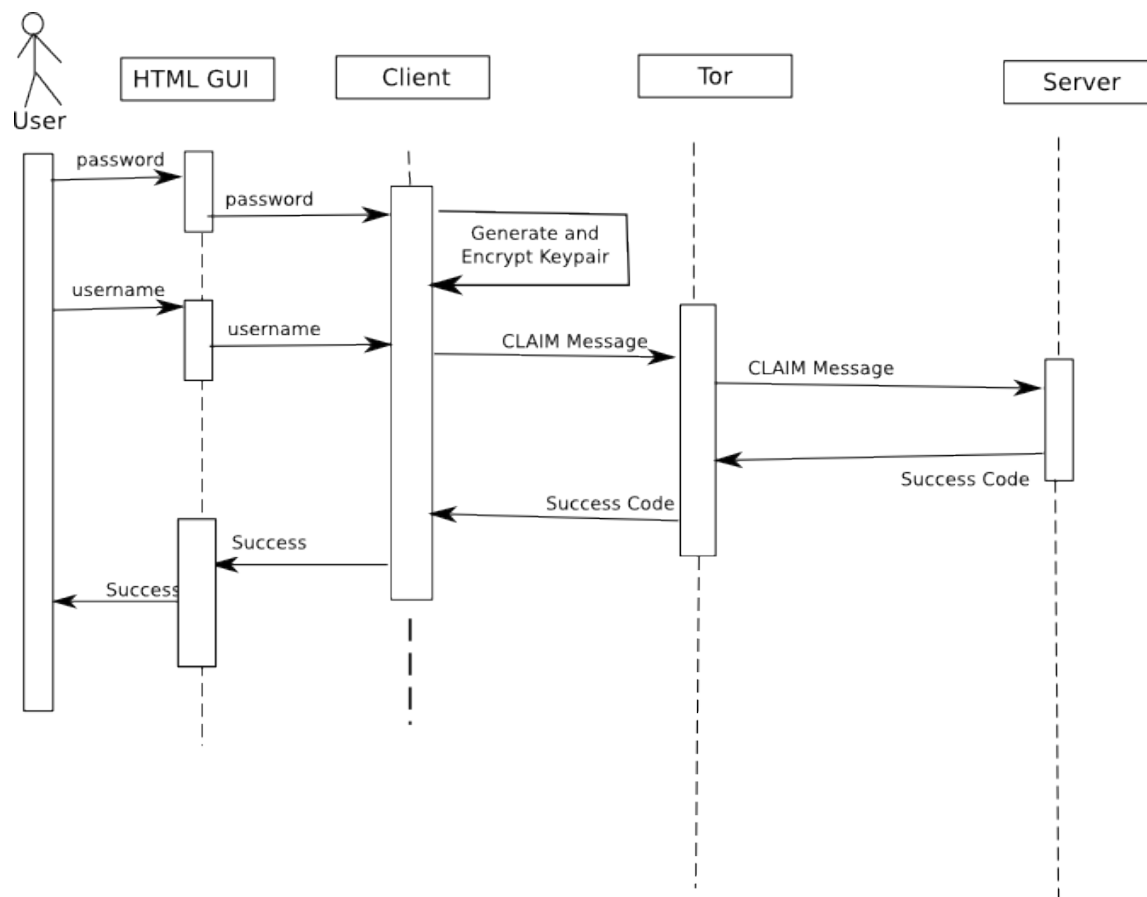 User
HTML GUI
Client
Tor
Server
password
password
Generate and
Encrypt Keypair
username
username
CLAIM Message
CLAIM Message
Success Code
Success Code
Success
Success